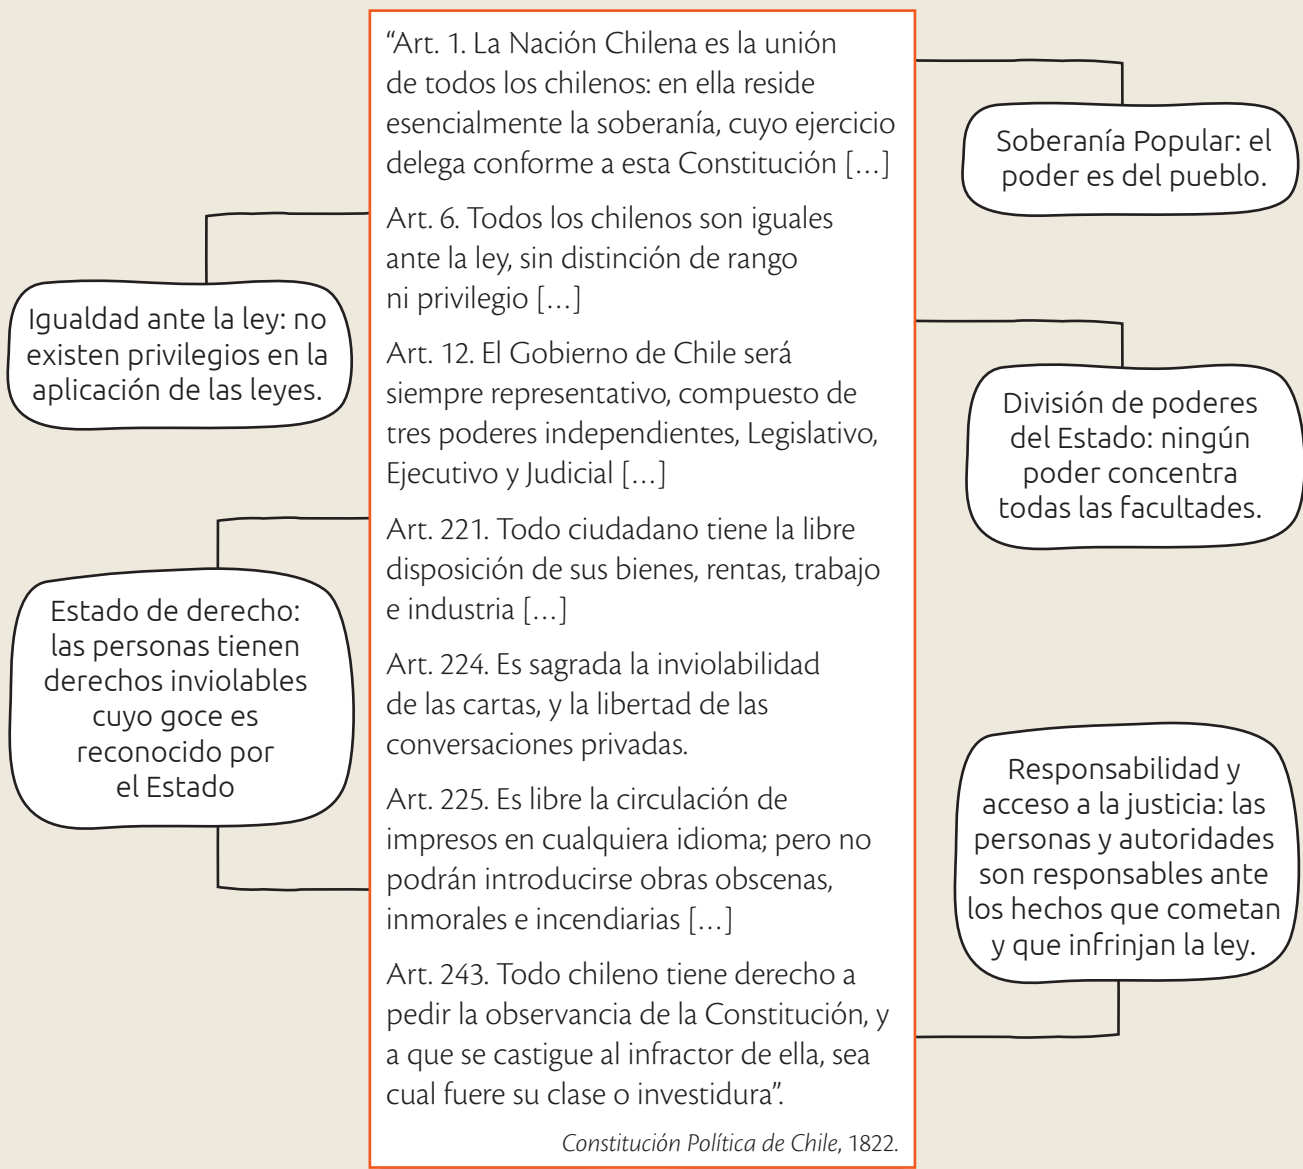 “Art. 1. La Nación Chilena es la unión
de todos los chilenos: en ella reside
esencialmente la soberanía, cuyo ejercicio
delega conforme a esta Constitución […]
Soberanía Popular: el
poder es del pueblo.
Art. 6. Todos los chilenos son iguales
ante la ley, sin distinción de rango
ni privilegio […]
Igualdad ante la ley: no
existen privilegios en la
aplicación de las leyes.
Art. 12. El Gobierno de Chile será
siempre representativo, compuesto de
tres poderes independientes, Legislativo,
Ejecutivo y Judicial […]
División de poderes
del Estado: ningún
poder concentra
todas las facultades.
Art. 221. Todo ciudadano tiene la libre
disposición de sus bienes, rentas, trabajo
e industria […]
Estado de derecho:
las personas tienen
derechos inviolables
cuyo goce es
reconocido por
el Estado
Art. 224. Es sagrada la inviolabilidad
de las cartas, y la libertad de las
conversaciones privadas.
Art. 225. Es libre la circulación de
impresos en cualquiera idioma; pero no
podrán introducirse obras obscenas,
inmorales e incendiarias […]
Responsabilidad y
acceso a la justicia: las
personas y autoridades
son responsables ante
los hechos que cometan
y que infrinjan la ley.
Art. 243. Todo chileno tiene derecho a
pedir la observancia de la Constitución, y
a que se castigue al infractor de ella, sea
cual fuere su clase o investidura”.
Constitución Política de Chile, 1822.